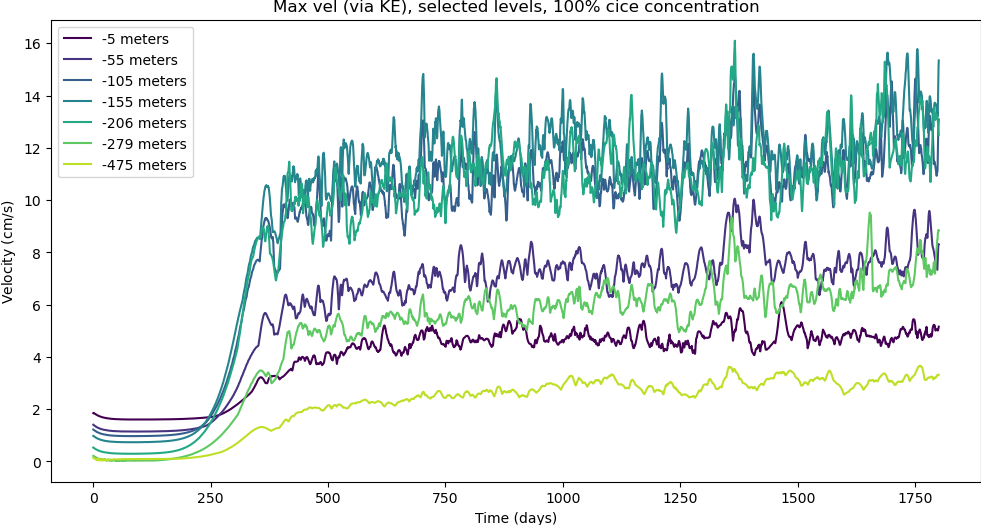 Max vel (via KE), selected levels, 100% cice concentration
-5 meters
-55 meters
-105 meters
-155 meters
-206 meters
-279 meters
-475 meters
Velocity (cm/s)
16
14
12
10
8
6
4
2
0
0 250 500 750 1000 1250 1500 1750
Time (days)